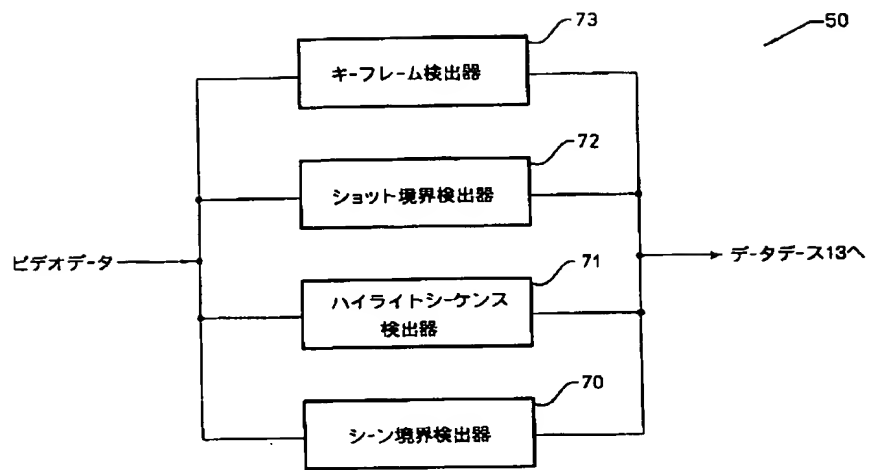 73
50
キーフレーム検出器
72
ショット境界検出器
ビデオデータ
データデース13へ
71
ハイライトシーケンス
検出器
70
シーン境界検出器